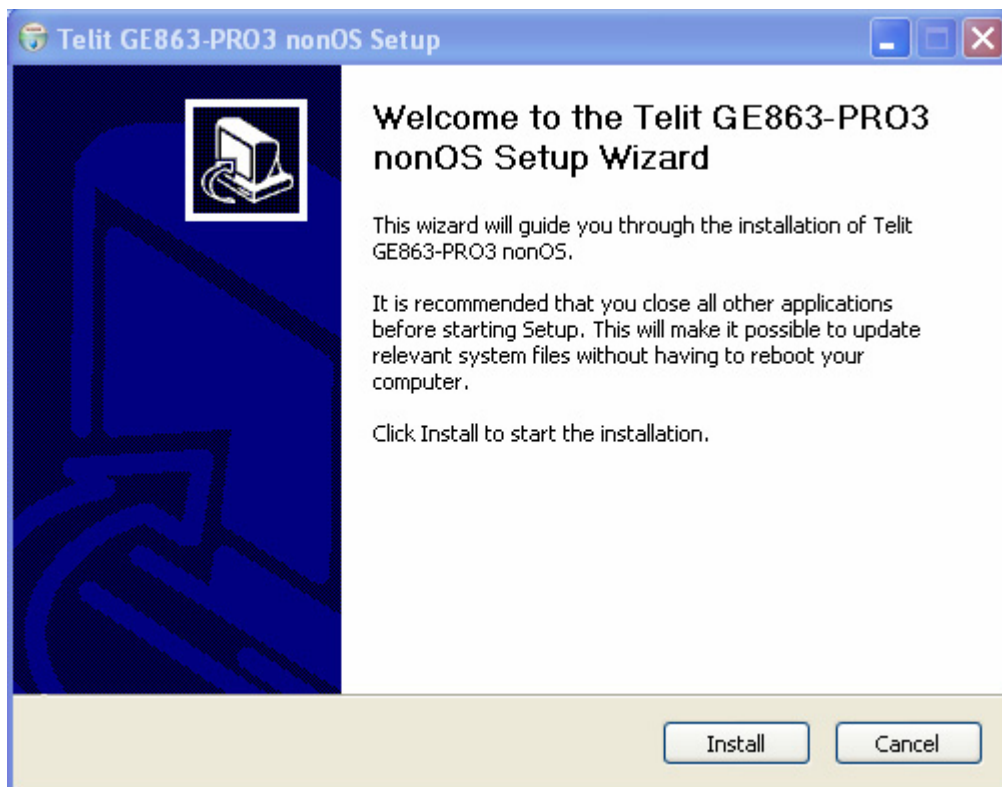 Telit GE863-PRO3 nonOS Setup
Welcome to the Telit GE863-PRO3
nonOS Setup Wizard
This wizard will guide you through the installation of Telit
GE863-PRO3 nonOS.
It is recommended that you close all other applications
before starting Setup. This will make it possible to update
relevant system files without having to reboot your
computer.
Click Install to start the installation.
Install
Cancel